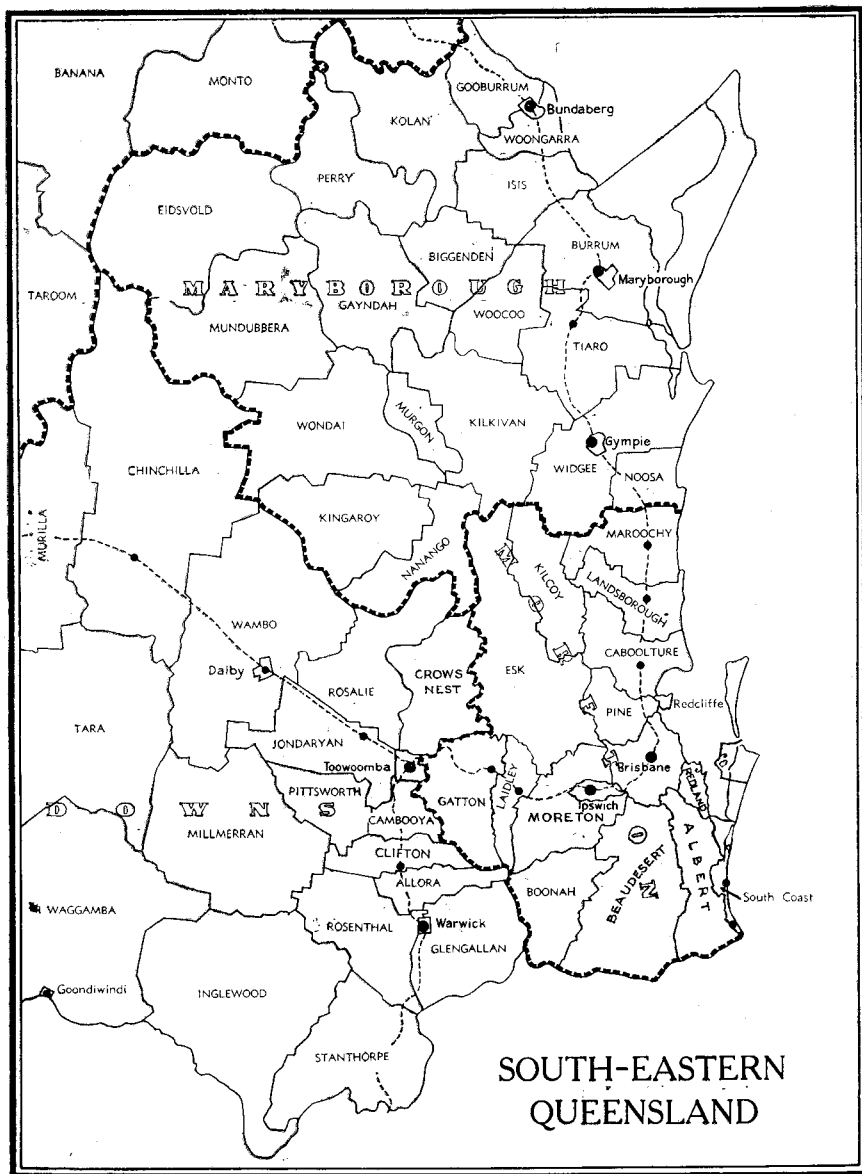 BANANA
MONTO
GOOBURRUM
KOLAN
Bundaberg
WOONGARRA
PERRY
ISIS
EIDSVOLD
BIGGENDEN
BURRUM
TAROOM
MARYBOROUGH
Maryborough
GAYNDAH
WOOCOO
MUNDUBBERA
TIARO
WONDAI
MURGON
KILKIVAN
Gympie
CHINCHILLA
WIDGEE
NOOSA
KINGAROY
MURILLA
NANANGO
MAROOCHY
KILCOY
LANDSBOROUGH
WAMBO
MORETON
CABOOLTURE
Dalby
ROSALIE
CROWS
NEST
ESK
PINE
Redcliffe
TARA
JONDARYAN
Toowoomba
Brisbane
PITTSWORTH
LAIDLEY
REDLAND
DOWNS
GATTON
Ipswich
MORETON
MILLMERRAN
CAMBOOYA
CLIFTON
ALLORA
BOONAH
BEAUDESERT
ALBERT
South Coast
WAGGAMBA
ROSENTHAL
Warwick
GLENGALLAN
Goondiwindi
INGLEWOOD
STANTHORPE
SOUTH-EASTERN
QUEENSLAND